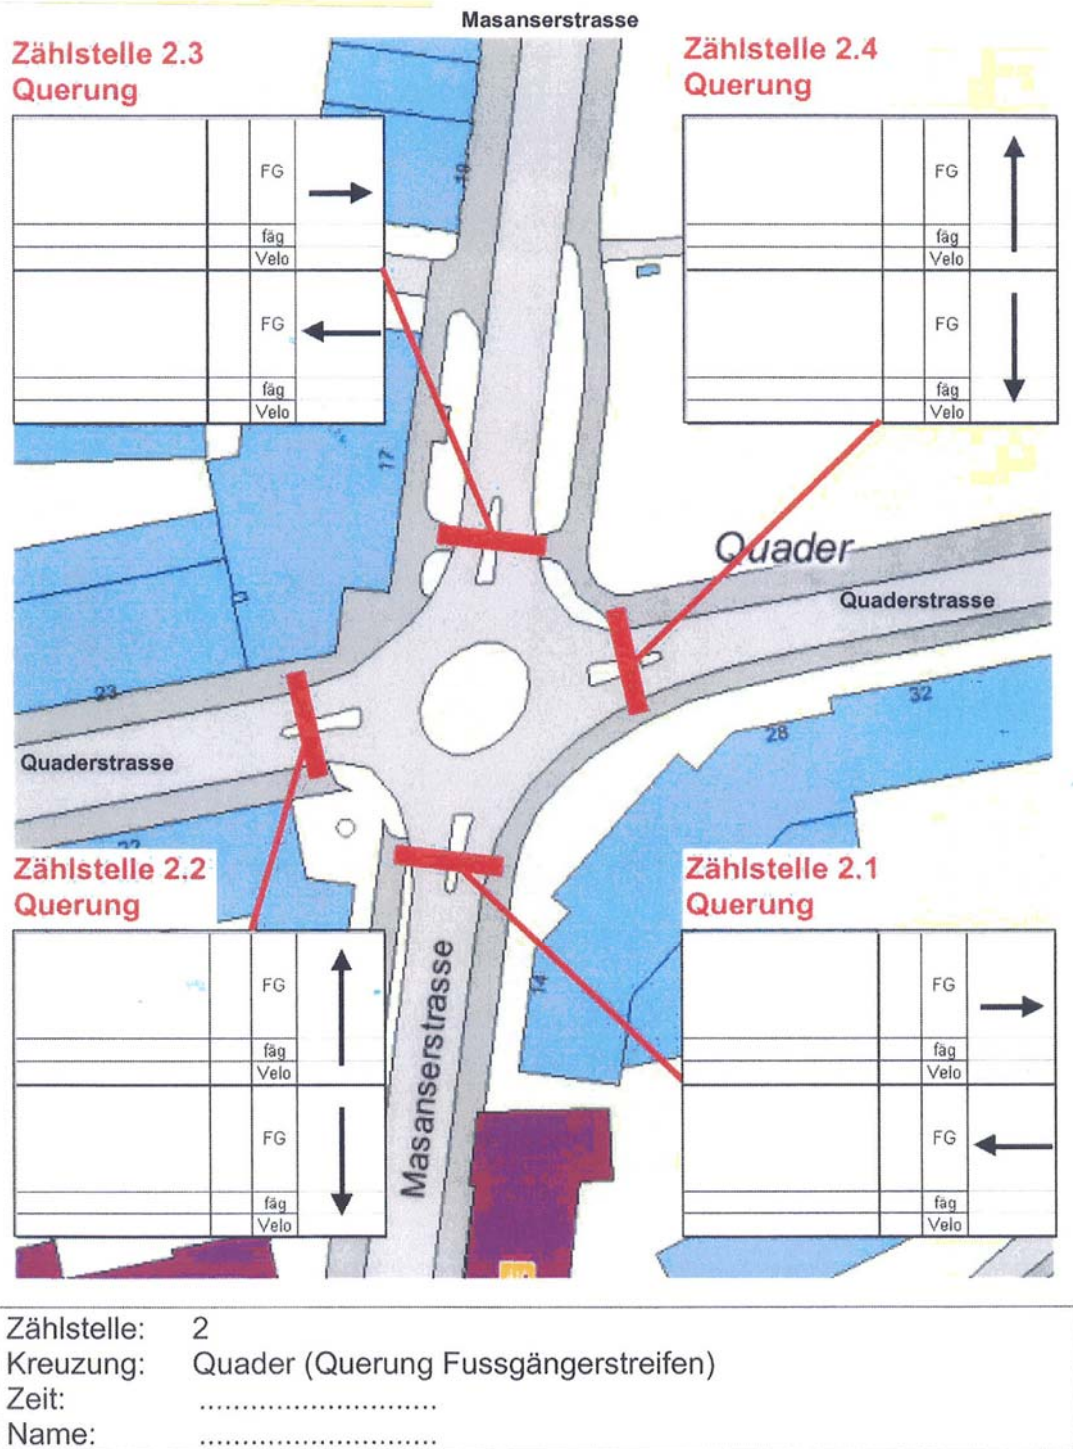 Masanserstrasse
Zählstelle 2.3
Querung
FG
fäg
Velo
FG
fäg
Velo
Zählstelle 2.4
Querung
FG
fäg
Velo
FG
fäg
Velo
19
17
Quader
Quaderstrasse
23
Quaderstrasse
32
28
22
Zählstelle 2.2
Querung
FG
fäg
Velo
FG
fäg
Velo
Masanserstrasse
14
Zählstelle 2.1
Querung
FG
fäg
Velo
FG
fäg
Velo
Zählstelle: 2
Kreuzung: Quader (Querung Fussgängerstreifen)
Zeit: ............................
Name: ............................